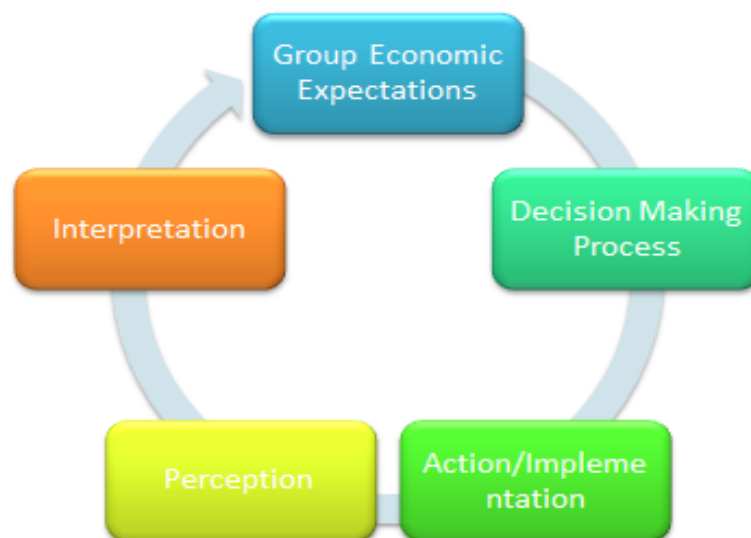 Group Economic
Expectations
Decision Making
Process
Action/Impleme
ntation
Perception
Interpretation